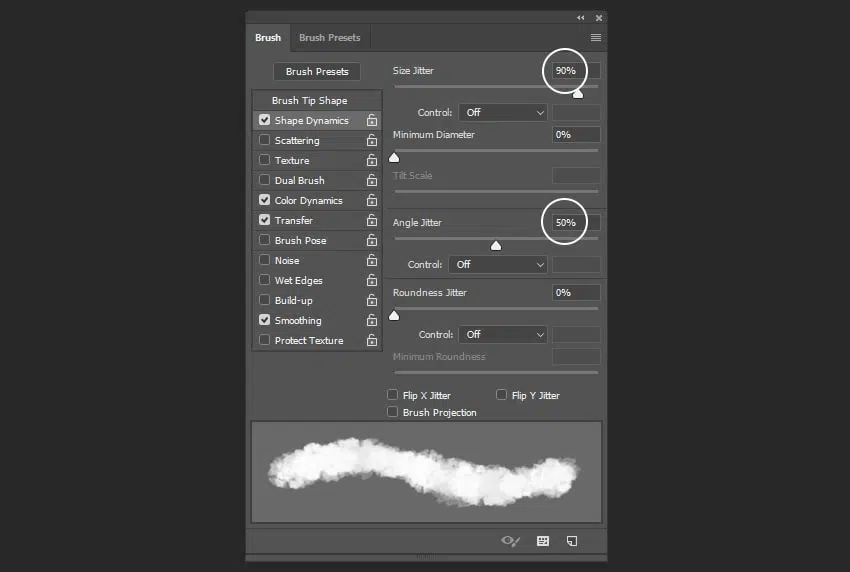 Brush Brush Presets
Brush Presets
Brush Tip Shape
Shape Dynamics
Scattering
Texture
Dual Brush
Color Dynamics
Transfer
Brush Pose
Noise
Wet Edges
Build-up
Smoothing
Protect Texture
Size Jitter 90%
Control: Off
Minimum Diameter 0%
Tilt Scale
Angle Jitter 50%
Control: Off
Roundness Jitter 0%
Control: Off
Minimum Roundness
Flip X Jitter Flip Y Jitter
Brush Projection